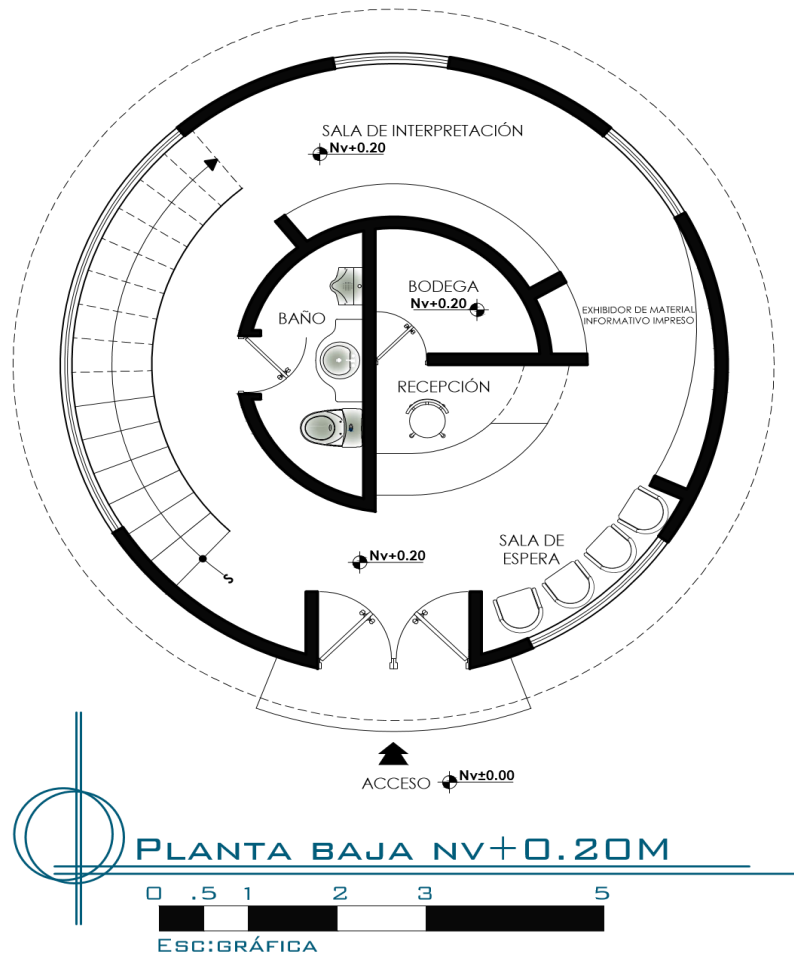 SALA DE INTERPRETACIÓN
Nv+0.20
BODEGA
Nv+0.20
BAÑO
EXHIBIDOR DE MATERIAL
INFORMATIVO IMPRESO
RECEPCIÓN
SALA DE
ESPERA
Nv+0.20
S
ACCESO
Nv±0.00
PLANTA BAJA NV+0.20M
0 .5 1 2 3 5
ESC:GRÁFICA